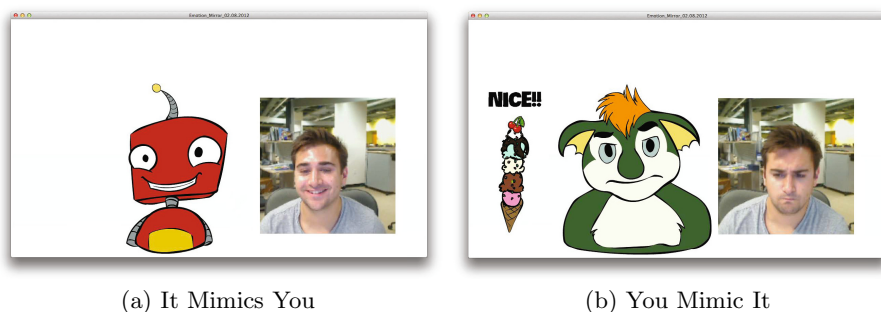 Emotion_Mirror_02.08.2012
Emotion_Mirror_02.08.2012
NICE!!
(a) It Mimics You
(b) You Mimic It